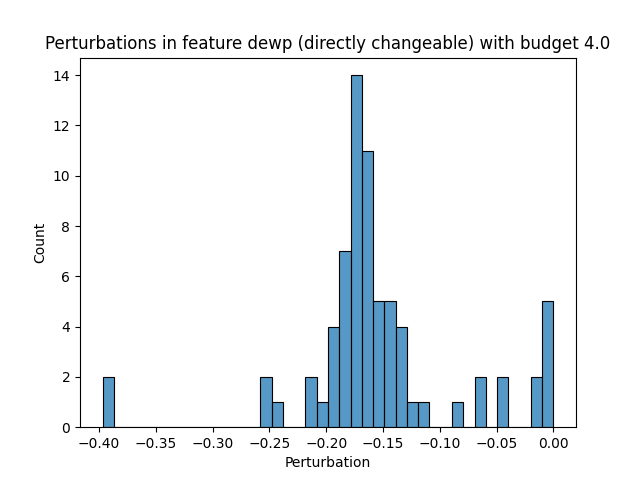 Perturbations in feature dewp (directly changeable) with budget 4.0
14
12
10
8
6
4
2
0
Count
−0.40 −0.35 −0.30 −0.25 −0.20 −0.15 −0.10 −0.05 0.00
Perturbation